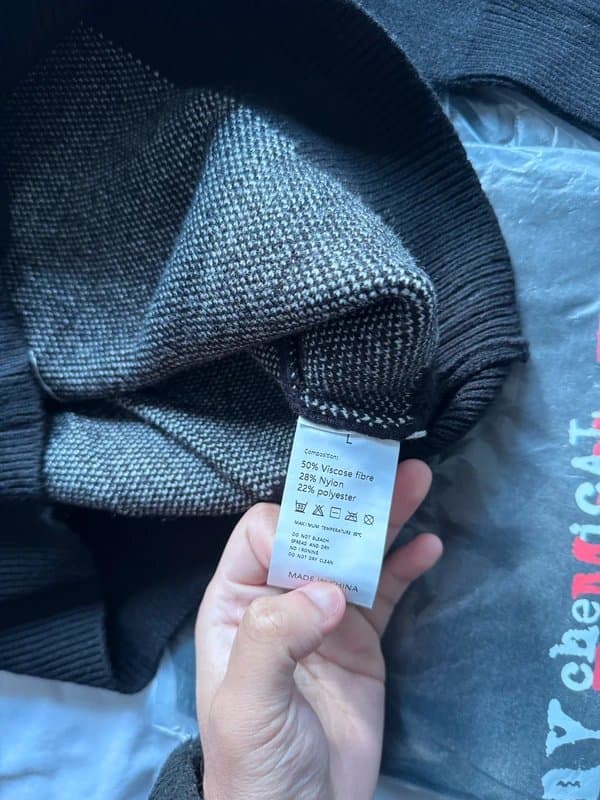 L
Composition:
50% Viscose fibre
28% Nylon
22% polyester
MAXIMUM TEMPERATURE 30°C
DO NOT BLEACH
SPREAD AND DRY
NO IRONING
DO NOT DRY CLEAN
MADE IN CHINA
MY cheMicAL